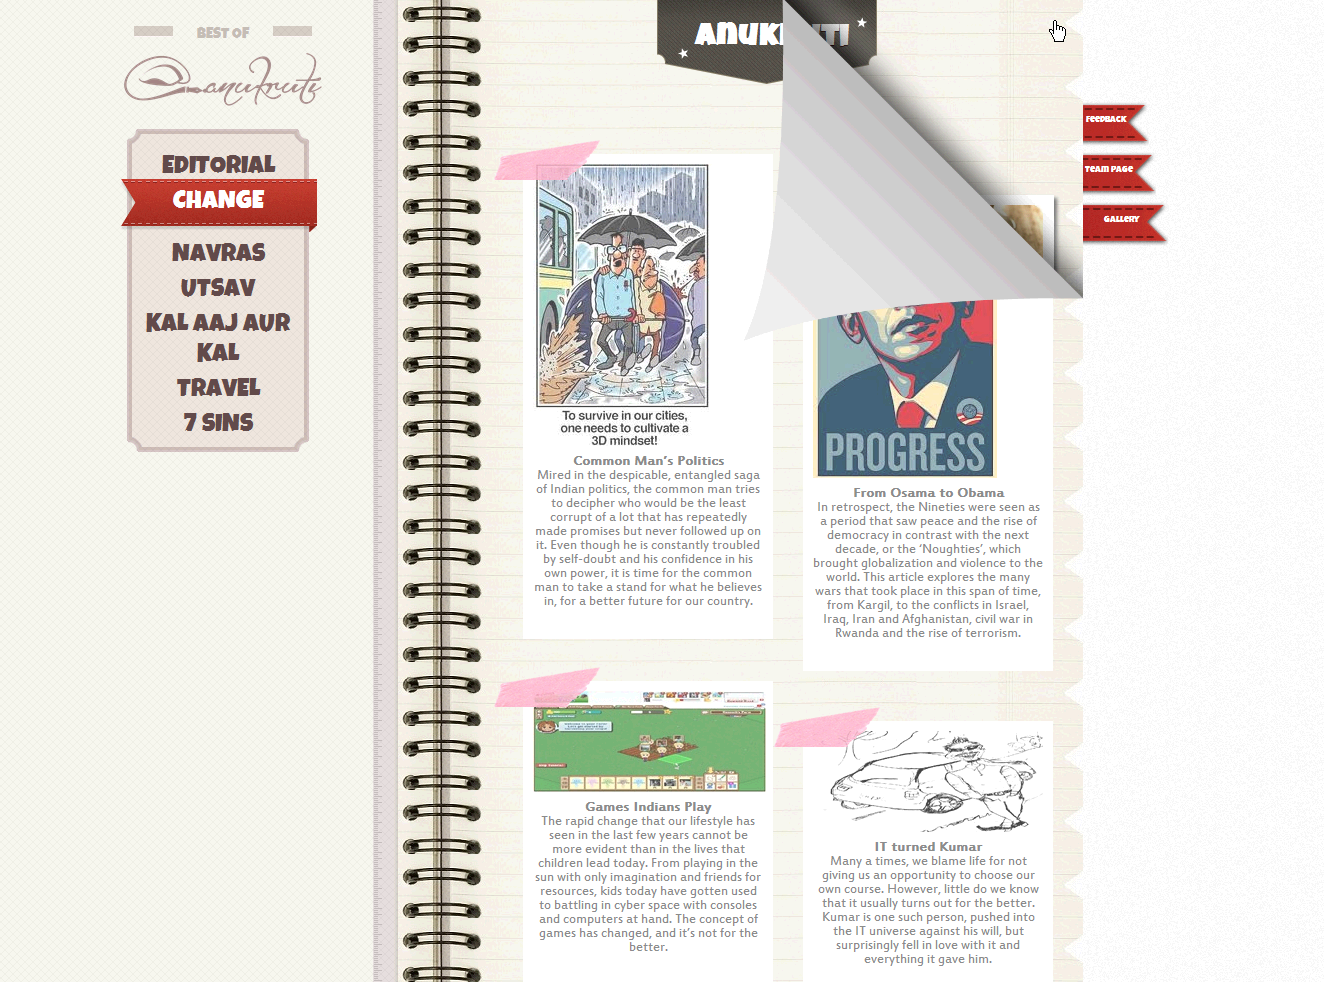 BEST OF
anukruti
EDITORIAL
CHANGE
NAVRAS
UTSAV
KAL AAJ AUR
KAL
TRAVEL
7 SINS
FEEDBACK
TEAM PAGE
GALLERY
To survive in our cities,
one needs to cultivate a
3D mindset!
Common Man's Politics
Mired in the despicable, entangled saga
of Indian politics, the common man tries
to decipher who would be the least
corrupt of a lot that has repeatedly
made promises but never followed up on
it. Even though he is constantly troubled
by self-doubt and his confidence in his
own power, it is time for the common
man to take a stand for what he believes
in, for a better future for our country.
PROGRESS
From Osama to Obama
In retrospect, the Nineties were seen as
a period that saw peace and the rise of
democracy in contrast with the next
decade, or the ‘Noughties’, which
brought globalization and violence to the
world. This article explores the many
wars that took place in this span of time,
from Kargil, to the conflicts in Israel,
Iraq, Iran and Afghanistan, civil war in
Rwanda and the rise of terrorism.
Games Indians Play
The rapid change that our lifestyle has
seen in the last few years cannot be
more evident than in the lives that
children lead today. From playing in the
sun with only imagination and friends for
resources, kids today have gotten used
to battling in cyber space with consoles
and computers at hand. The concept of
games has changed, and it’s not for the
better.
IT turned Kumar
Many a times, we blame life for not
giving us an opportunity to choose our
own course. However, little do we know
that it usually turns out for the better.
Kumar is one such person, pushed into
the IT universe against his will, but
surprisingly fell in love with it and
everything it gave him.